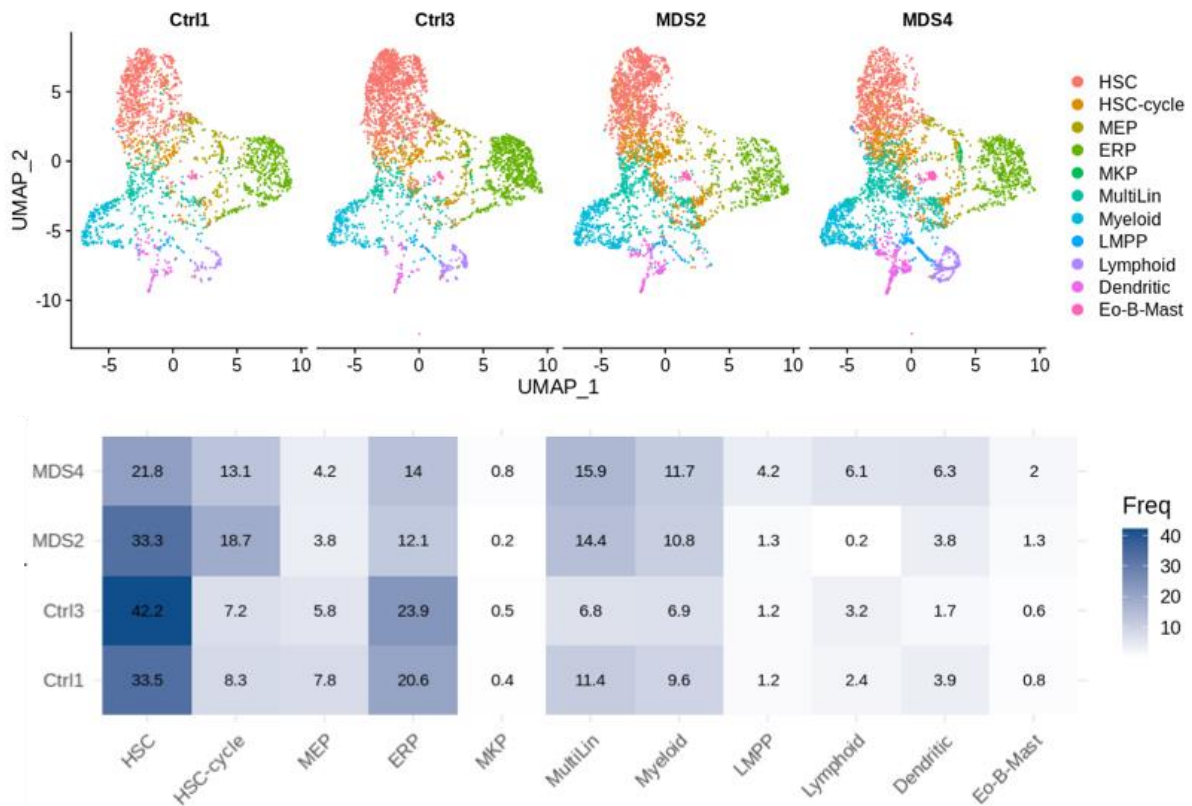 Ctrl1 Ctrl3 MDS2 MDS4
UMAP_2
5
0
-5
-10
-5 0 5 10 -5 0 5 10 -5 0 5 10 -5 0 5 10
UMAP_1
HSC
HSC-cycle
MEP
ERP
MKP
MultiLin
Myeloid
LMPP
Lymphoid
Dendritic
Eo-B-Mast
MDS4 21.8 13.1 4.2 14 0.8 15.9 11.7 4.2 6.1 6.3 2
MDS2 33.3 18.7 3.8 12.1 0.2 14.4 10.8 1.3 0.2 3.8 1.3
Ctrl3 42.2 7.2 5.8 23.9 0.5 6.8 6.9 1.2 3.2 1.7 0.6
Ctrl1 33.5 8.3 7.8 20.6 0.4 11.4 9.6 1.2 2.4 3.9 0.8
HSC HSC-cycle MEP ERP MKP MultiLin Myeloid LMPP Lymphoid Dendritic Eo-B-Mast
Freq
40
30
20
10